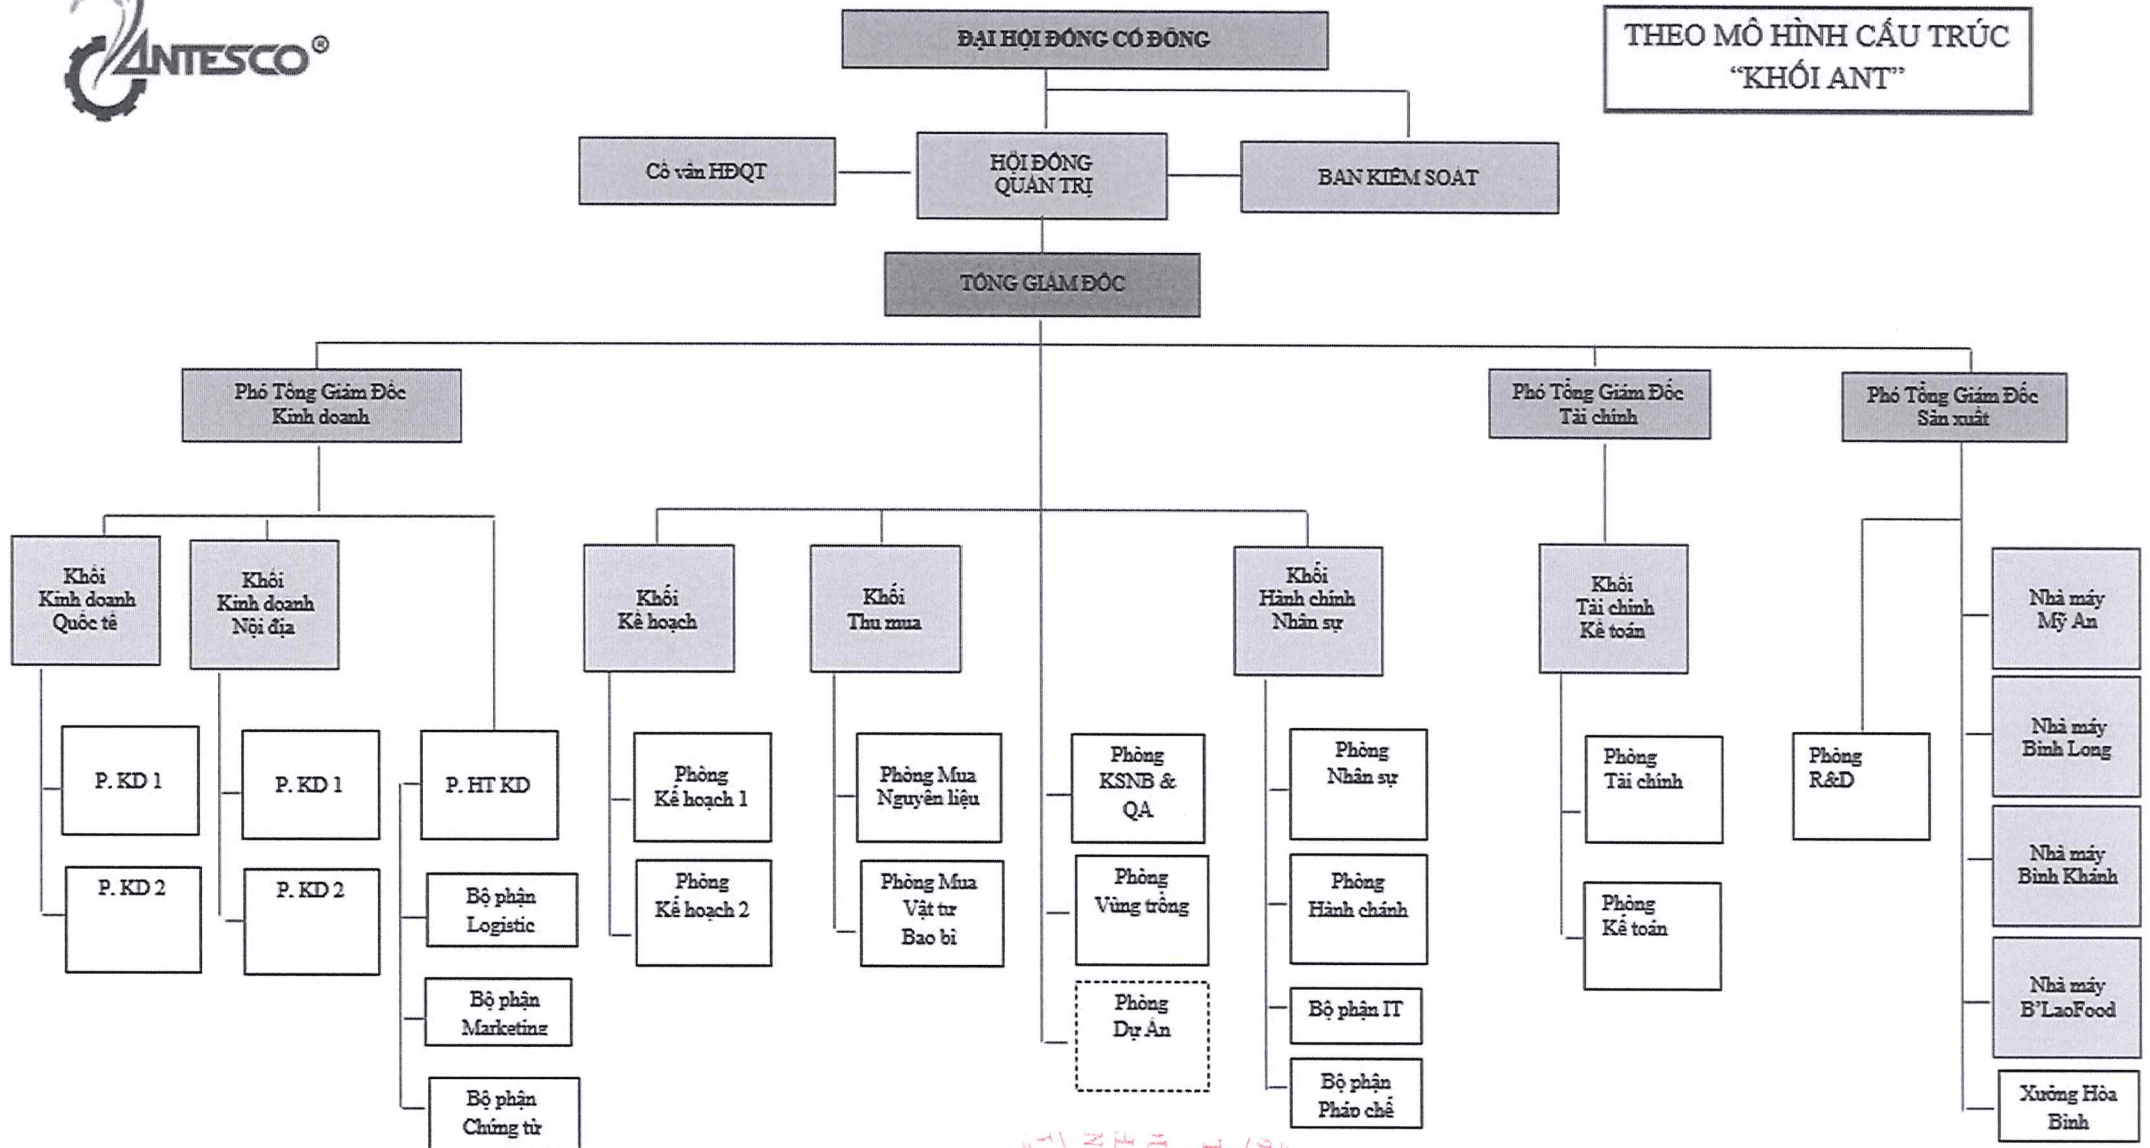 ANTESCO®
ĐẠI HỘI ĐỒNG CỔ ĐÔNG
THEO MÔ HÌNH CẤU TRÚC
“KHỐI ANT”
Cố vấn HĐQT
HỘI ĐỒNG
QUẢN TRỊ
BAN KIỂM SOÁT
TỔNG GIÁM ĐỐC
Phó Tổng Giám Đốc
Kinh doanh
Phó Tổng Giám Đốc
Tài chính
Phó Tổng Giám Đốc
Sản xuất
Khối
Kinh doanh
Quốc tế
Khối
Kinh doanh
Nội địa
Khối
Kế hoạch
Khối
Thu mua
Khối
Hành chính
Nhân sự
Khối
Tài chính
Kế toán
Nhà máy
Mỹ An
Nhà máy
Bình Long
Nhà máy
Bình Khánh
Nhà máy
B’LaoFood
Xưởng Hòa
Bình
P. KD 1
P. KD 2
P. KD 1
P. KD 2
P. HT KD
Bộ phận
Logistic
Bộ phận
Marketing
Bộ phận
Chứng từ
Phòng
Kế hoạch 1
Phòng
Kế hoạch 2
Phòng Mua
Nguyên liệu
Phòng Mua
Vật tư
Bao bì
Phòng
KSNB &
QA
Phòng
Vùng trồng
Phòng
Dự Án
Phòng
Nhân sự
Phòng
Hành chánh
Bộ phận IT
Bộ phận
Pháp chế
Phòng
Tài chính
Phòng
Kế toán
Phòng
R&D